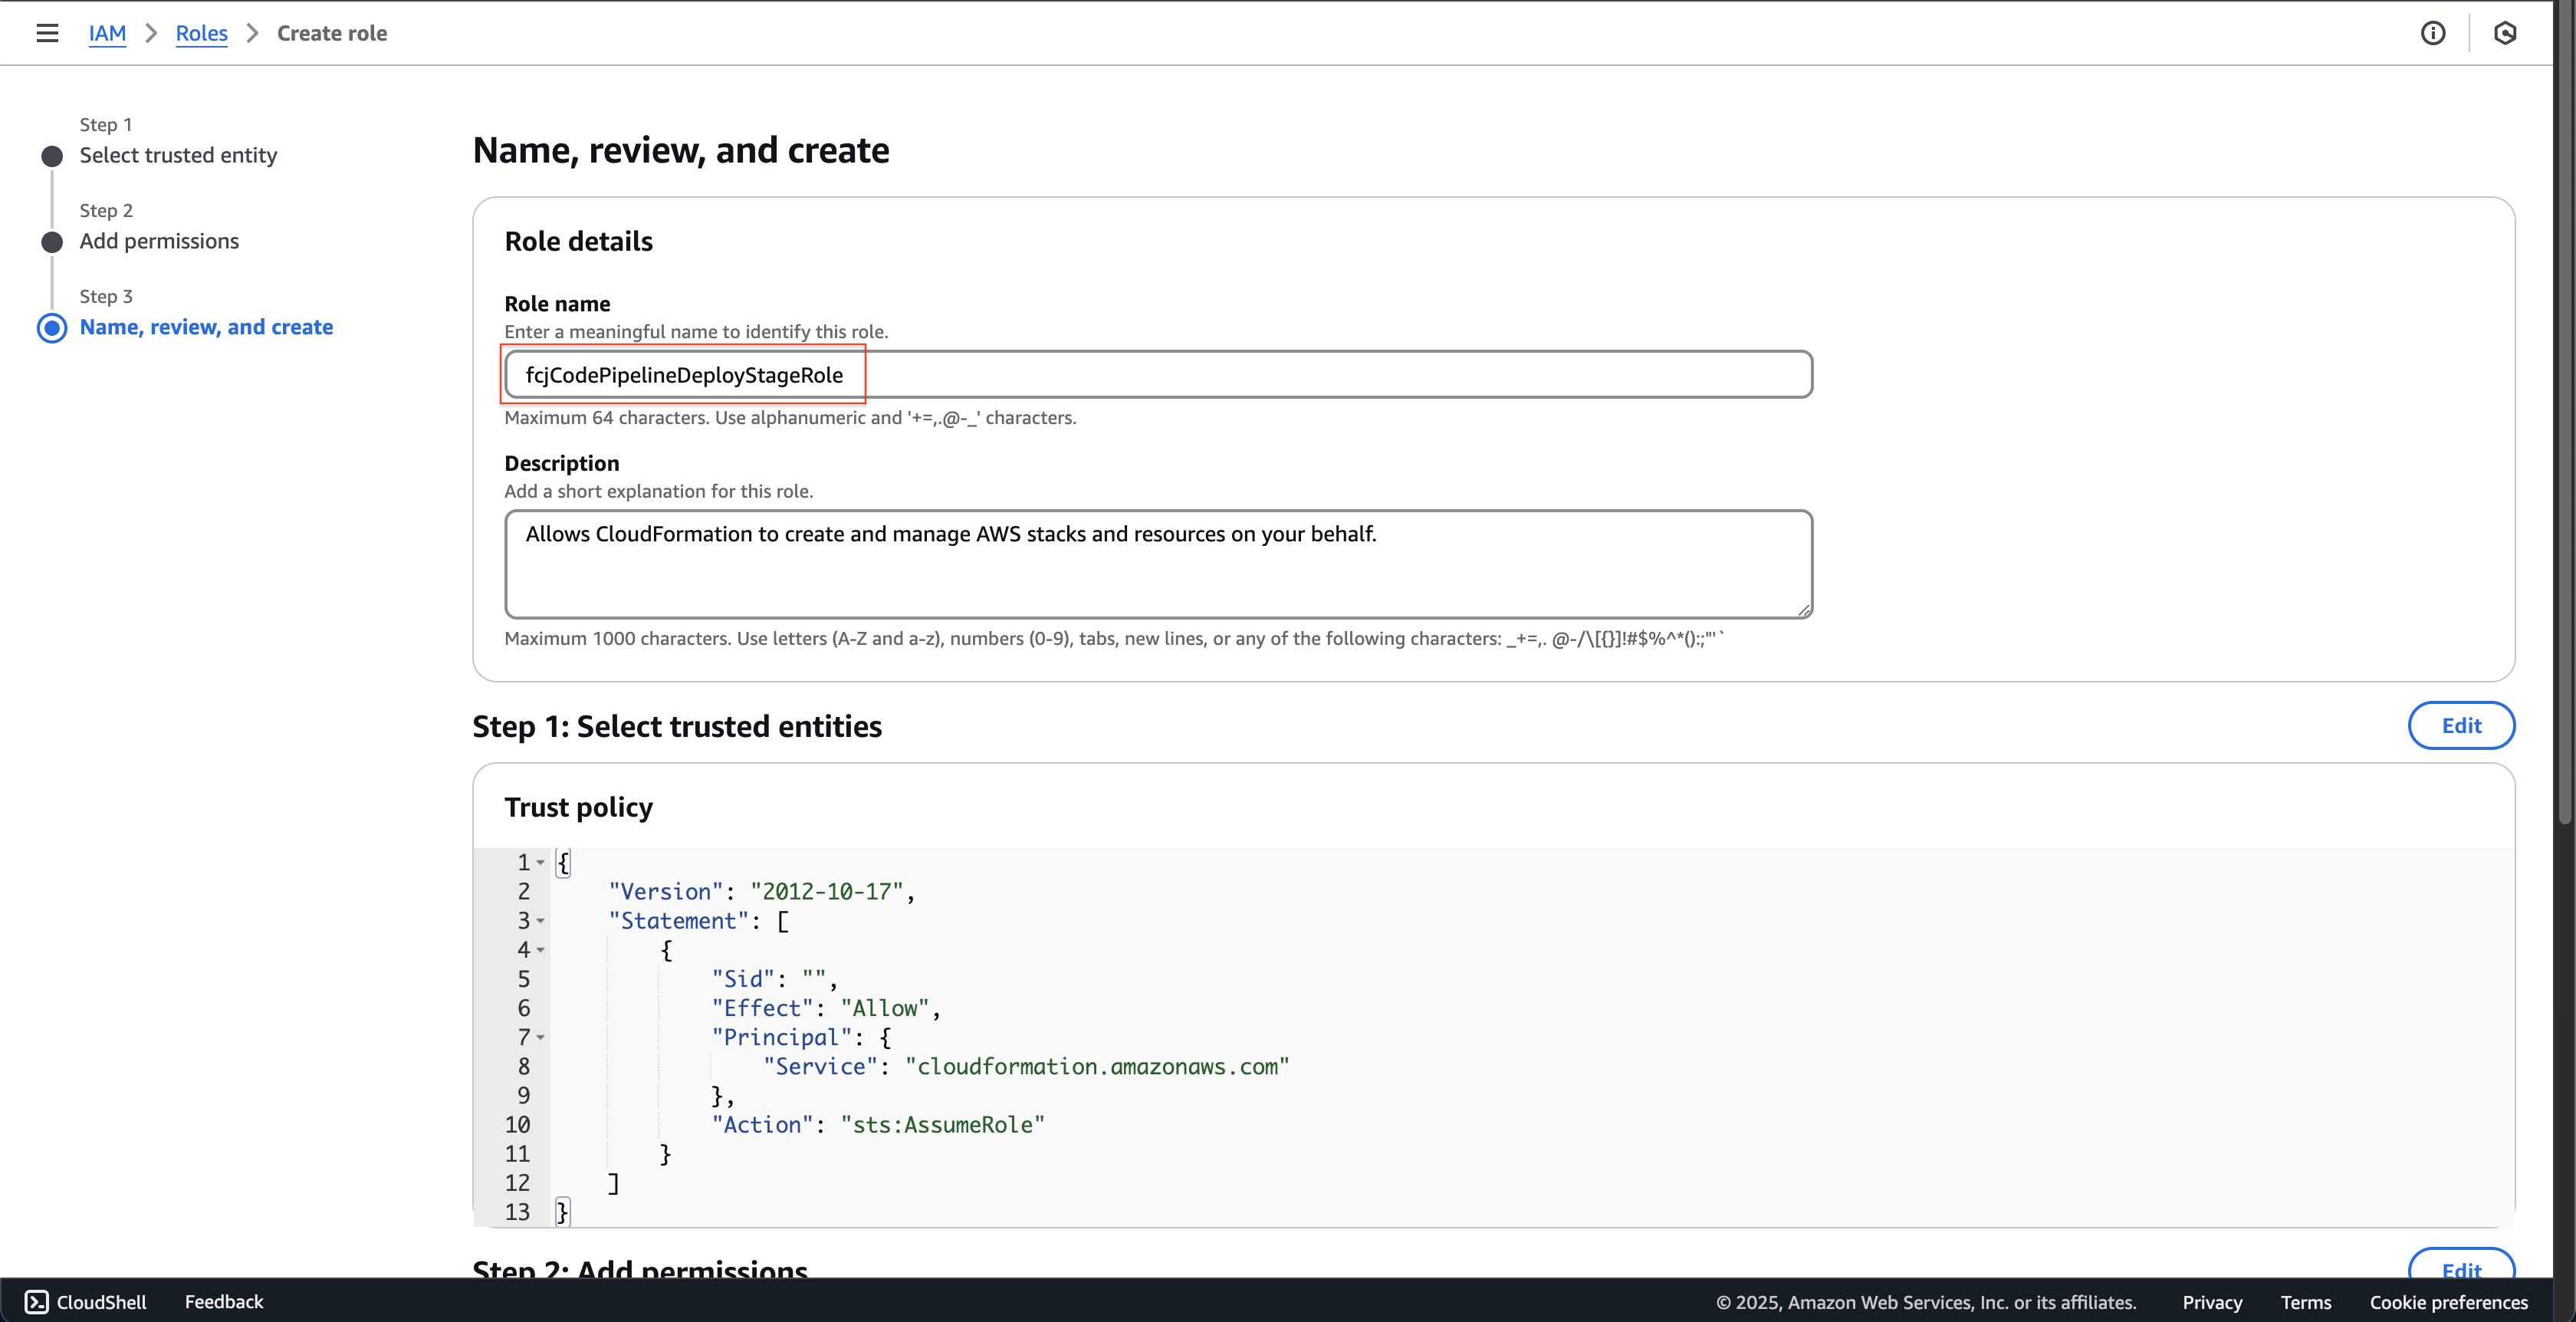 IAM > Roles > Create role
Step 1
Select trusted entity
Step 2
Add permissions
Step 3
Name, review, and create
Name, review, and create
Role details
Role name
Enter a meaningful name to identify this role.
fcjCodePipelineDeployStageRole
Maximum 64 characters. Use alphanumeric and '+=,.@-_' characters.
Description
Add a short explanation for this role.
Allows CloudFormation to create and manage AWS stacks and resources on your behalf.
Maximum 1000 characters. Use letters (A-Z and a-z), numbers (0-9), tabs, new lines, or any of the following characters: _+=,. @-/\[{}]!#$%^*();:"'`
Step 1: Select trusted entities
Edit
Trust policy
1 {
2 "Version": "2012-10-17",
3 "Statement": [
4 {
5 "Sid": "",
6 "Effect": "Allow",
7 "Principal": {
8 "Service": "cloudformation.amazonaws.com"
9 },
10 "Action": "sts:AssumeRole"
11 }
12 ]
13 }
Step 2: Add permissions
Edit
CloudShell Feedback © 2025, Amazon Web Services, Inc. or its affiliates. Privacy Terms Cookie preferences